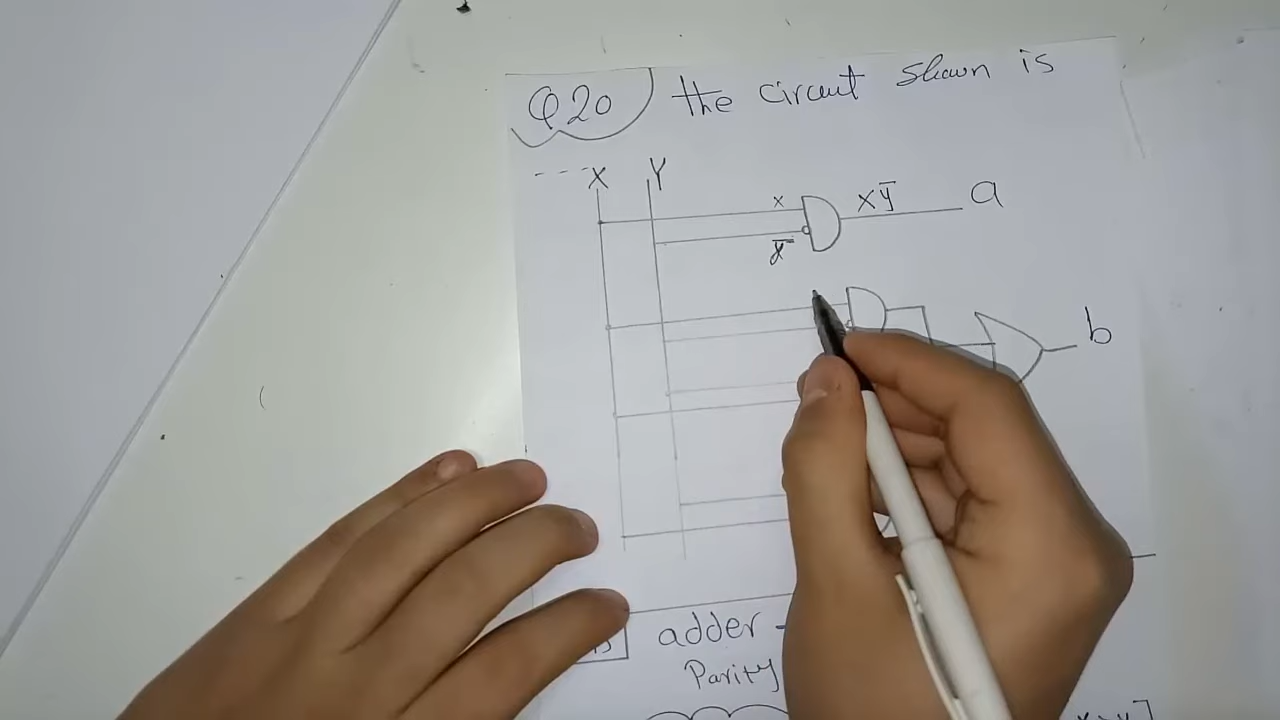 Q20 the circuit shown is
X Y
x
xȳ a
ȳ
b
adder -
Parity